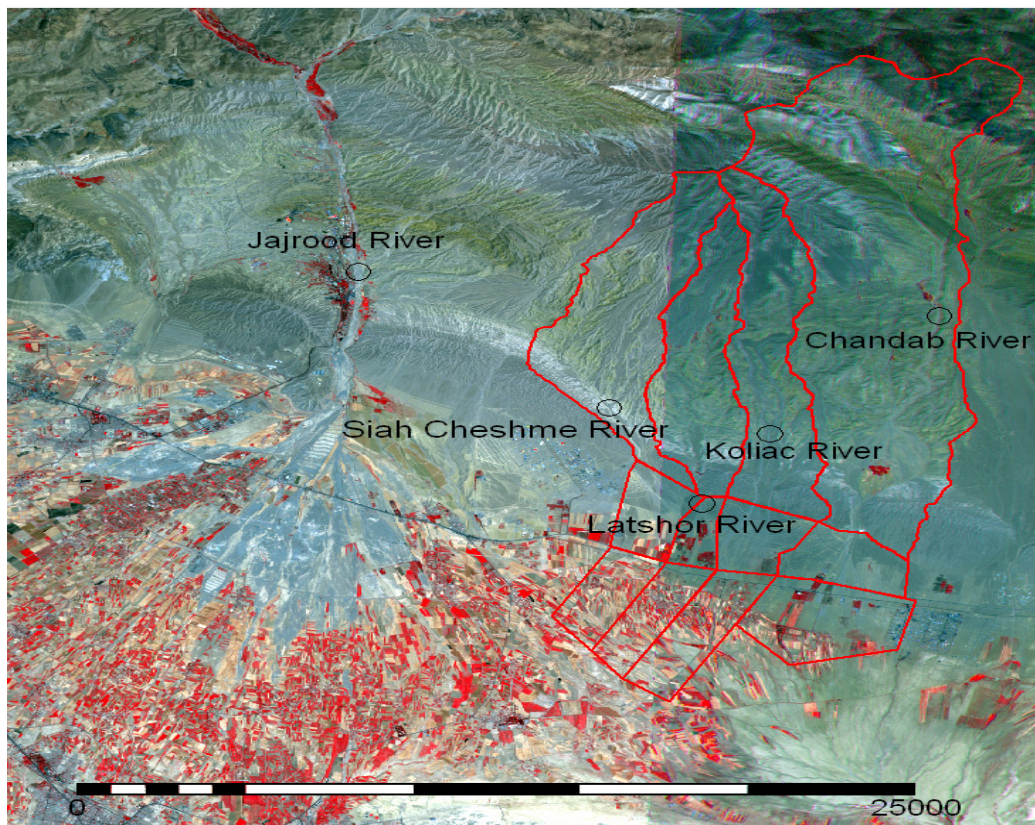 Jajrood River
Chandab River
Siah Cheshme River
Koliac River
Latshor River
0 25000